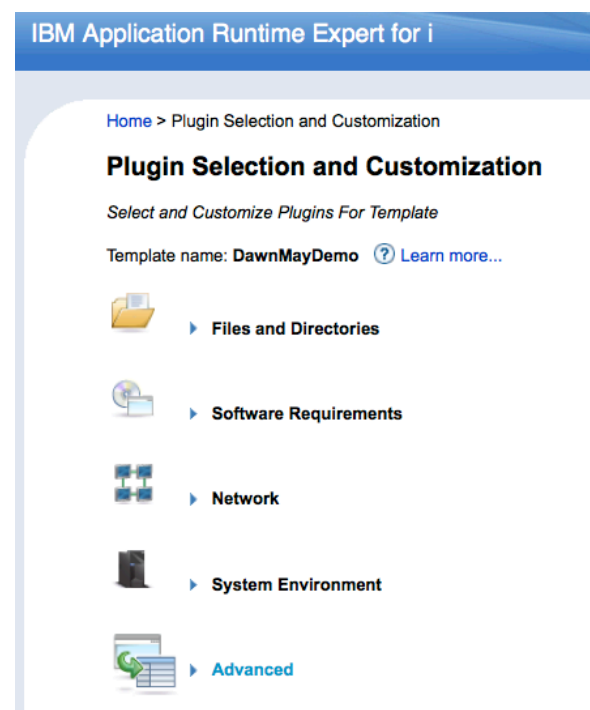 IBM Application Runtime Expert for i
Home > Plugin Selection and Customization
Plugin Selection and Customization
Select and Customize Plugins For Template
Template name: DawnMayDemo ? Learn more...
Files and Directories
Software Requirements
Network
System Environment
Advanced